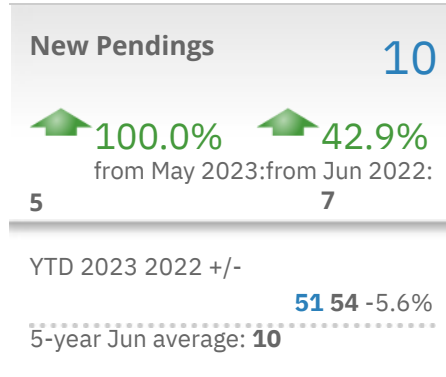 New Pendings 10
100.0% 42.9%
from May 2023:from Jun 2022:
5 7
YTD 2023 2022 +/-
51 54 -5.6%
5-year Jun average: 10